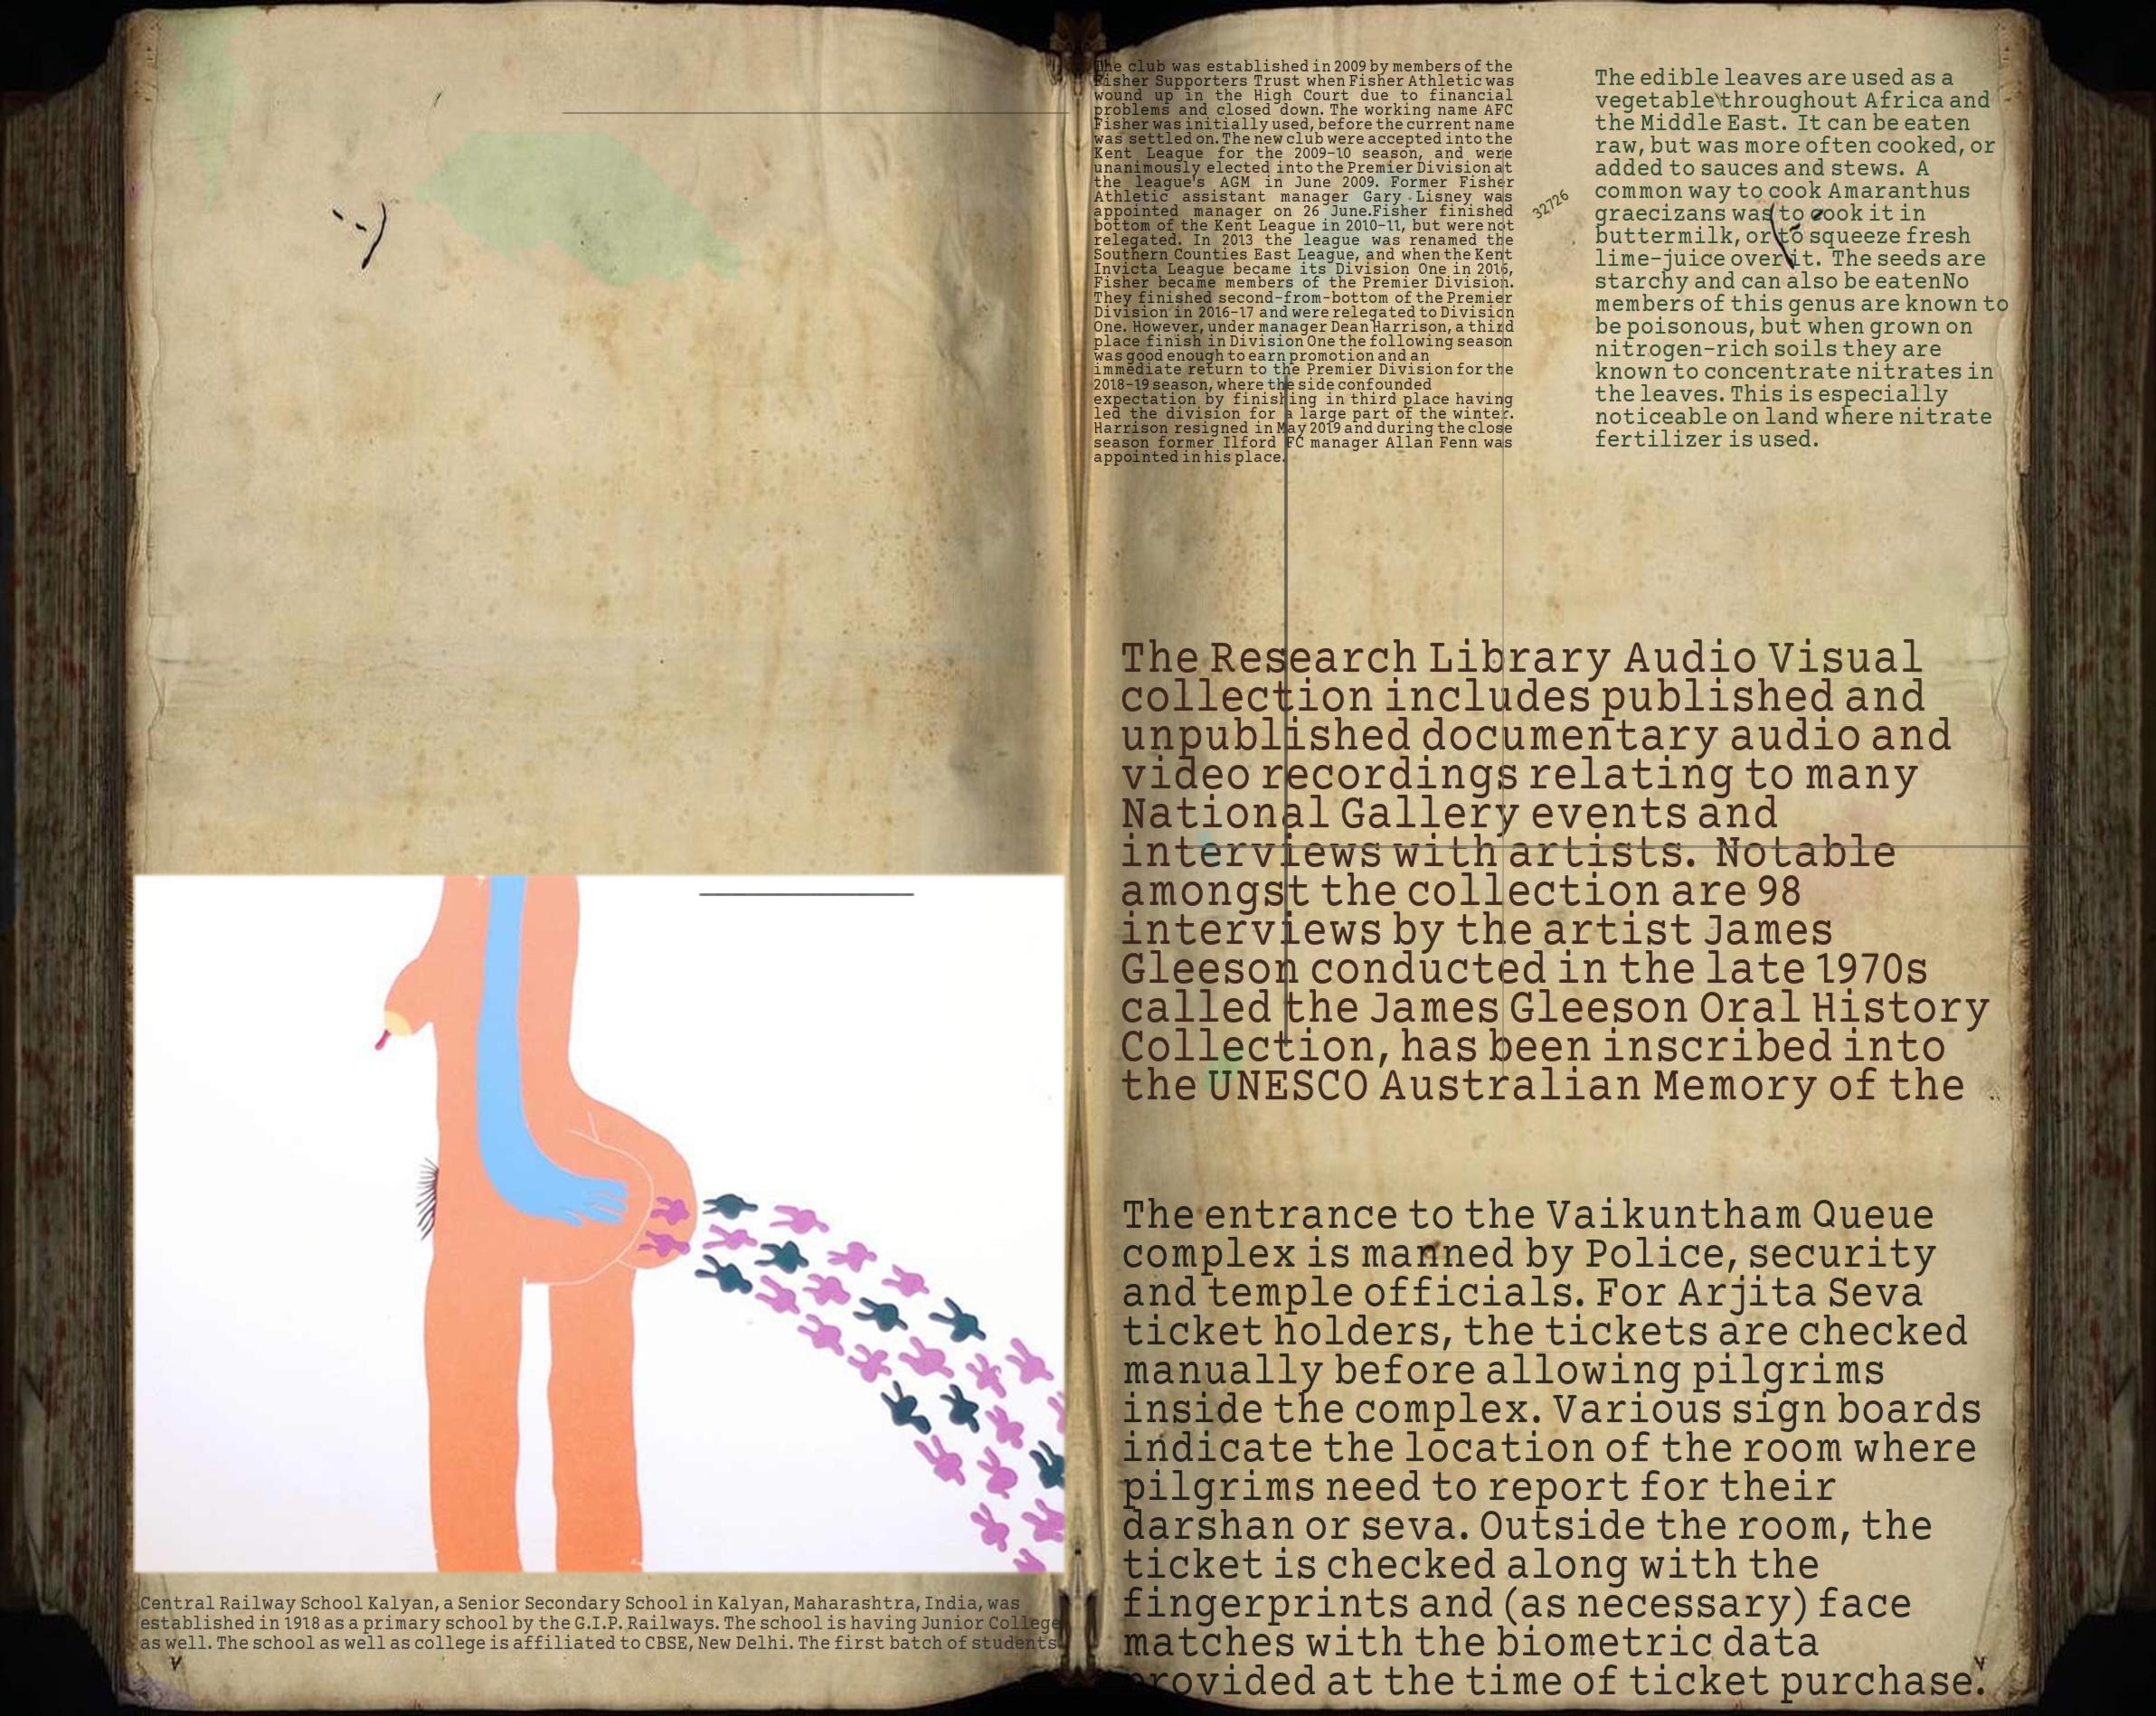 Central Railway School Kalyan, a Senior Secondary School in Kalyan, Maharashtra, India, was
established in 1918 as a primary school by the G.I.P. Railways. The school is having Junior College
as well. The school as well as college is affiliated to CBSE, New Delhi. The first batch of students
The club was established in 2009 by members of the
Fisher Supporters Trust when Fisher Athletic was
wound up in the High Court due to financial
problems and closed down. The working name AFC
Fisher was initially used, before the current name
was settled on. The new club were accepted into the
Kent League for the 2009-10 season, and were
unanimously elected into the Premier Division at
the league's AGM in June 2009. Former Fisher
Athletic assistant manager Gary Lisney was
appointed manager on 26 June.Fisher finished
bottom of the Kent League in 2010-11, but were not
relegated. In 2013 the league was renamed the
Southern Counties East League, and when the Kent
Invicta League became its Division One in 2016,
Fisher became members of the Premier Division.
They finished second-from-bottom of the Premier
Division in 2016-17 and were relegated to Division
One. However, under manager Dean Harrison, a third
place finish in Division One the following season
was good enough to earn promotion and an
immediate return to the Premier Division for the
2018-19 season, where the side confounded
expectation by finishing in third place having
led the division for a large part of the winter.
Harrison resigned in May 2019 and during the close
season former Ilford FC manager Allan Fenn was
appointed in his place.
32726
The edible leaves are used as a
vegetable throughout Africa and
the Middle East. It can be eaten
raw, but was more often cooked, or
added to sauces and stews. A
common way to cook Amaranthus
graecizans was to cook it in
buttermilk, or to squeeze fresh
lime-juice over it. The seeds are
starchy and can also be eatenNo
members of this genus are known to
be poisonous, but when grown on
nitrogen-rich soils they are
known to concentrate nitrates in
the leaves. This is especially
noticeable on land where nitrate
fertilizer is used.
The Research Library Audio Visual
collection includes published and
unpublished documentary audio and
video recordings relating to many
National Gallery events and
interviews with artists. Notable
amongst the collection are 98
interviews by the artist James
Gleeson conducted in the late 1970s
called the James Gleeson Oral History
Collection, has been inscribed into
the UNESCO Australian Memory of the
The entrance to the Vaikuntham Queue
complex is manned by Police, security
and temple officials. For Arjita Seva
ticket holders, the tickets are checked
manually before allowing pilgrims
inside the complex. Various sign boards
indicate the location of the room where
pilgrims need to report for their
darshan or seva. Outside the room, the
ticket is checked along with the
fingerprints and (as necessary) face
matches with the biometric data
provided at the time of ticket purchase.